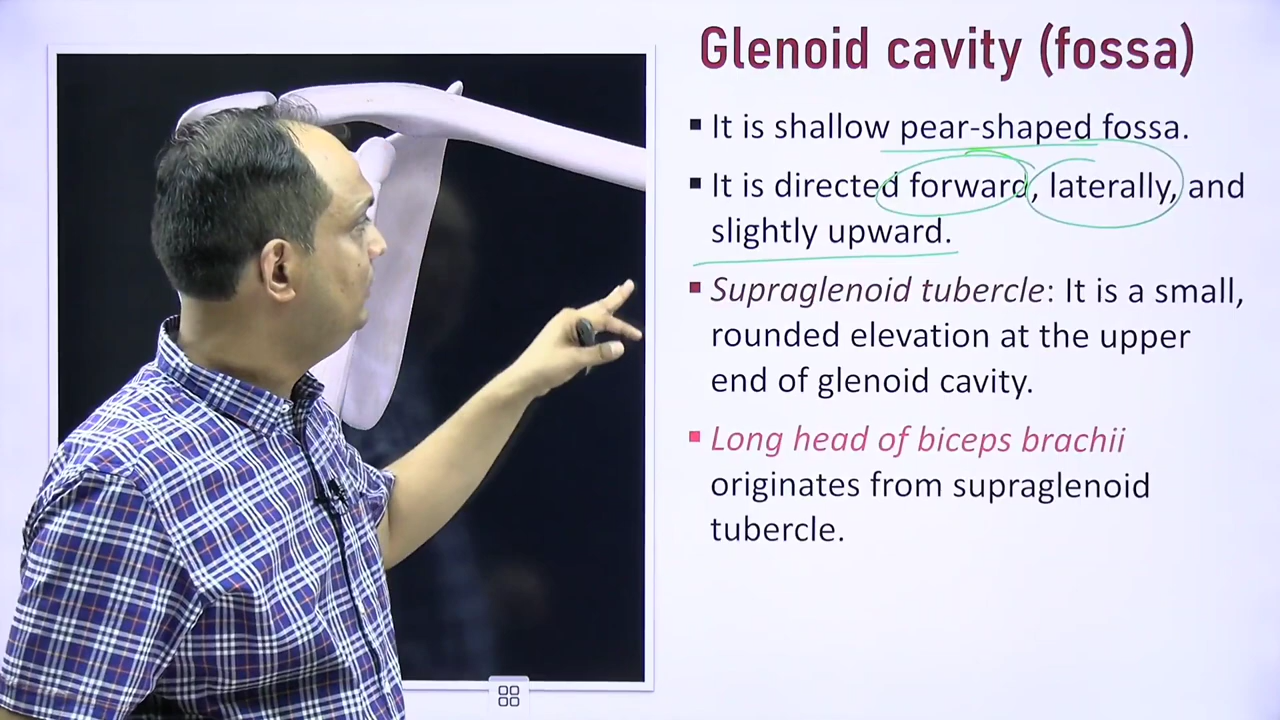 Glenoid cavity (fossa)
▪ It is shallow pear-shaped fossa.
▪ It is directed forward, laterally, and
slightly upward.
▪ Supraglenoid tubercle: It is a small,
rounded elevation at the upper
end of glenoid cavity.
▪ Long head of biceps brachii
originates from supraglenoid
tubercle.